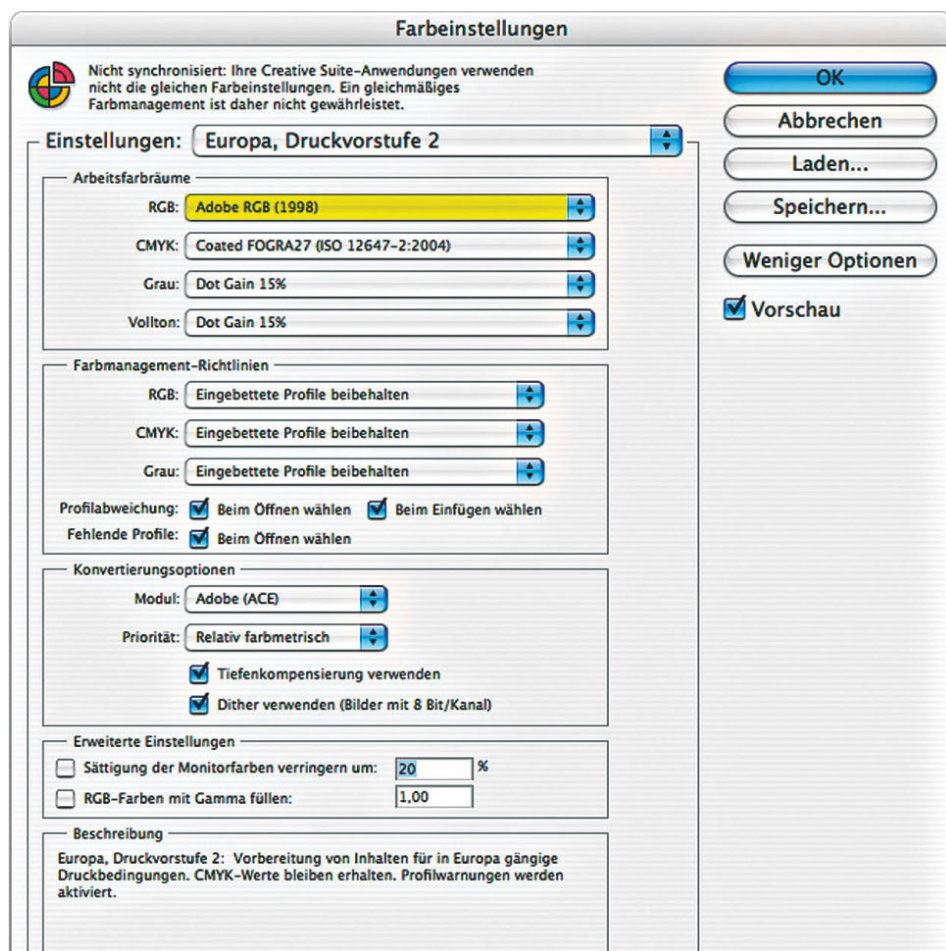 Farbeinstellungen
Nicht synchronisiert: Ihre Creative Suite-Anwendungen verwenden
nicht die gleichen Farbeinstellungen. Ein gleichmäßiges
Farbmanagement ist daher nicht gewährleistet.
Einstellungen: Europa, Druckvorstufe 2
Arbeitsfarbräume
RGB: Adobe RGB (1998)
CMYK: Coated FOGRA27 (ISO 12647-2:2004)
Grau: Dot Gain 15%
Vollton: Dot Gain 15%
Farbmanagement-Richtlinien
RGB: Eingebettete Profile beibehalten
CMYK: Eingebettete Profile beibehalten
Grau: Eingebettete Profile beibehalten
Profilabweichung: Beim Öffnen wählen Beim Einfügen wählen
Fehlende Profile: Beim Öffnen wählen
Konvertierungsoptionen
Modul: Adobe (ACE)
Priorität: Relativ farbmetrisch
Tiefenkompensierung verwenden
Dither verwenden (Bilder mit 8 Bit/Kanal)
Erweiterte Einstellungen
Sättigung der Monitorfarben verringern um: 20 %
RGB-Farben mit Gamma füllen: 1,00
Beschreibung
Europa, Druckvorstufe 2: Vorbereitung von Inhalten für in Europa gängige
Druckbedingungen. CMYK-Werte bleiben erhalten. Profilwarnungen werden
aktiviert.
OK
Abbrechen
Laden...
Speichern...
Weniger Optionen
Vorschau